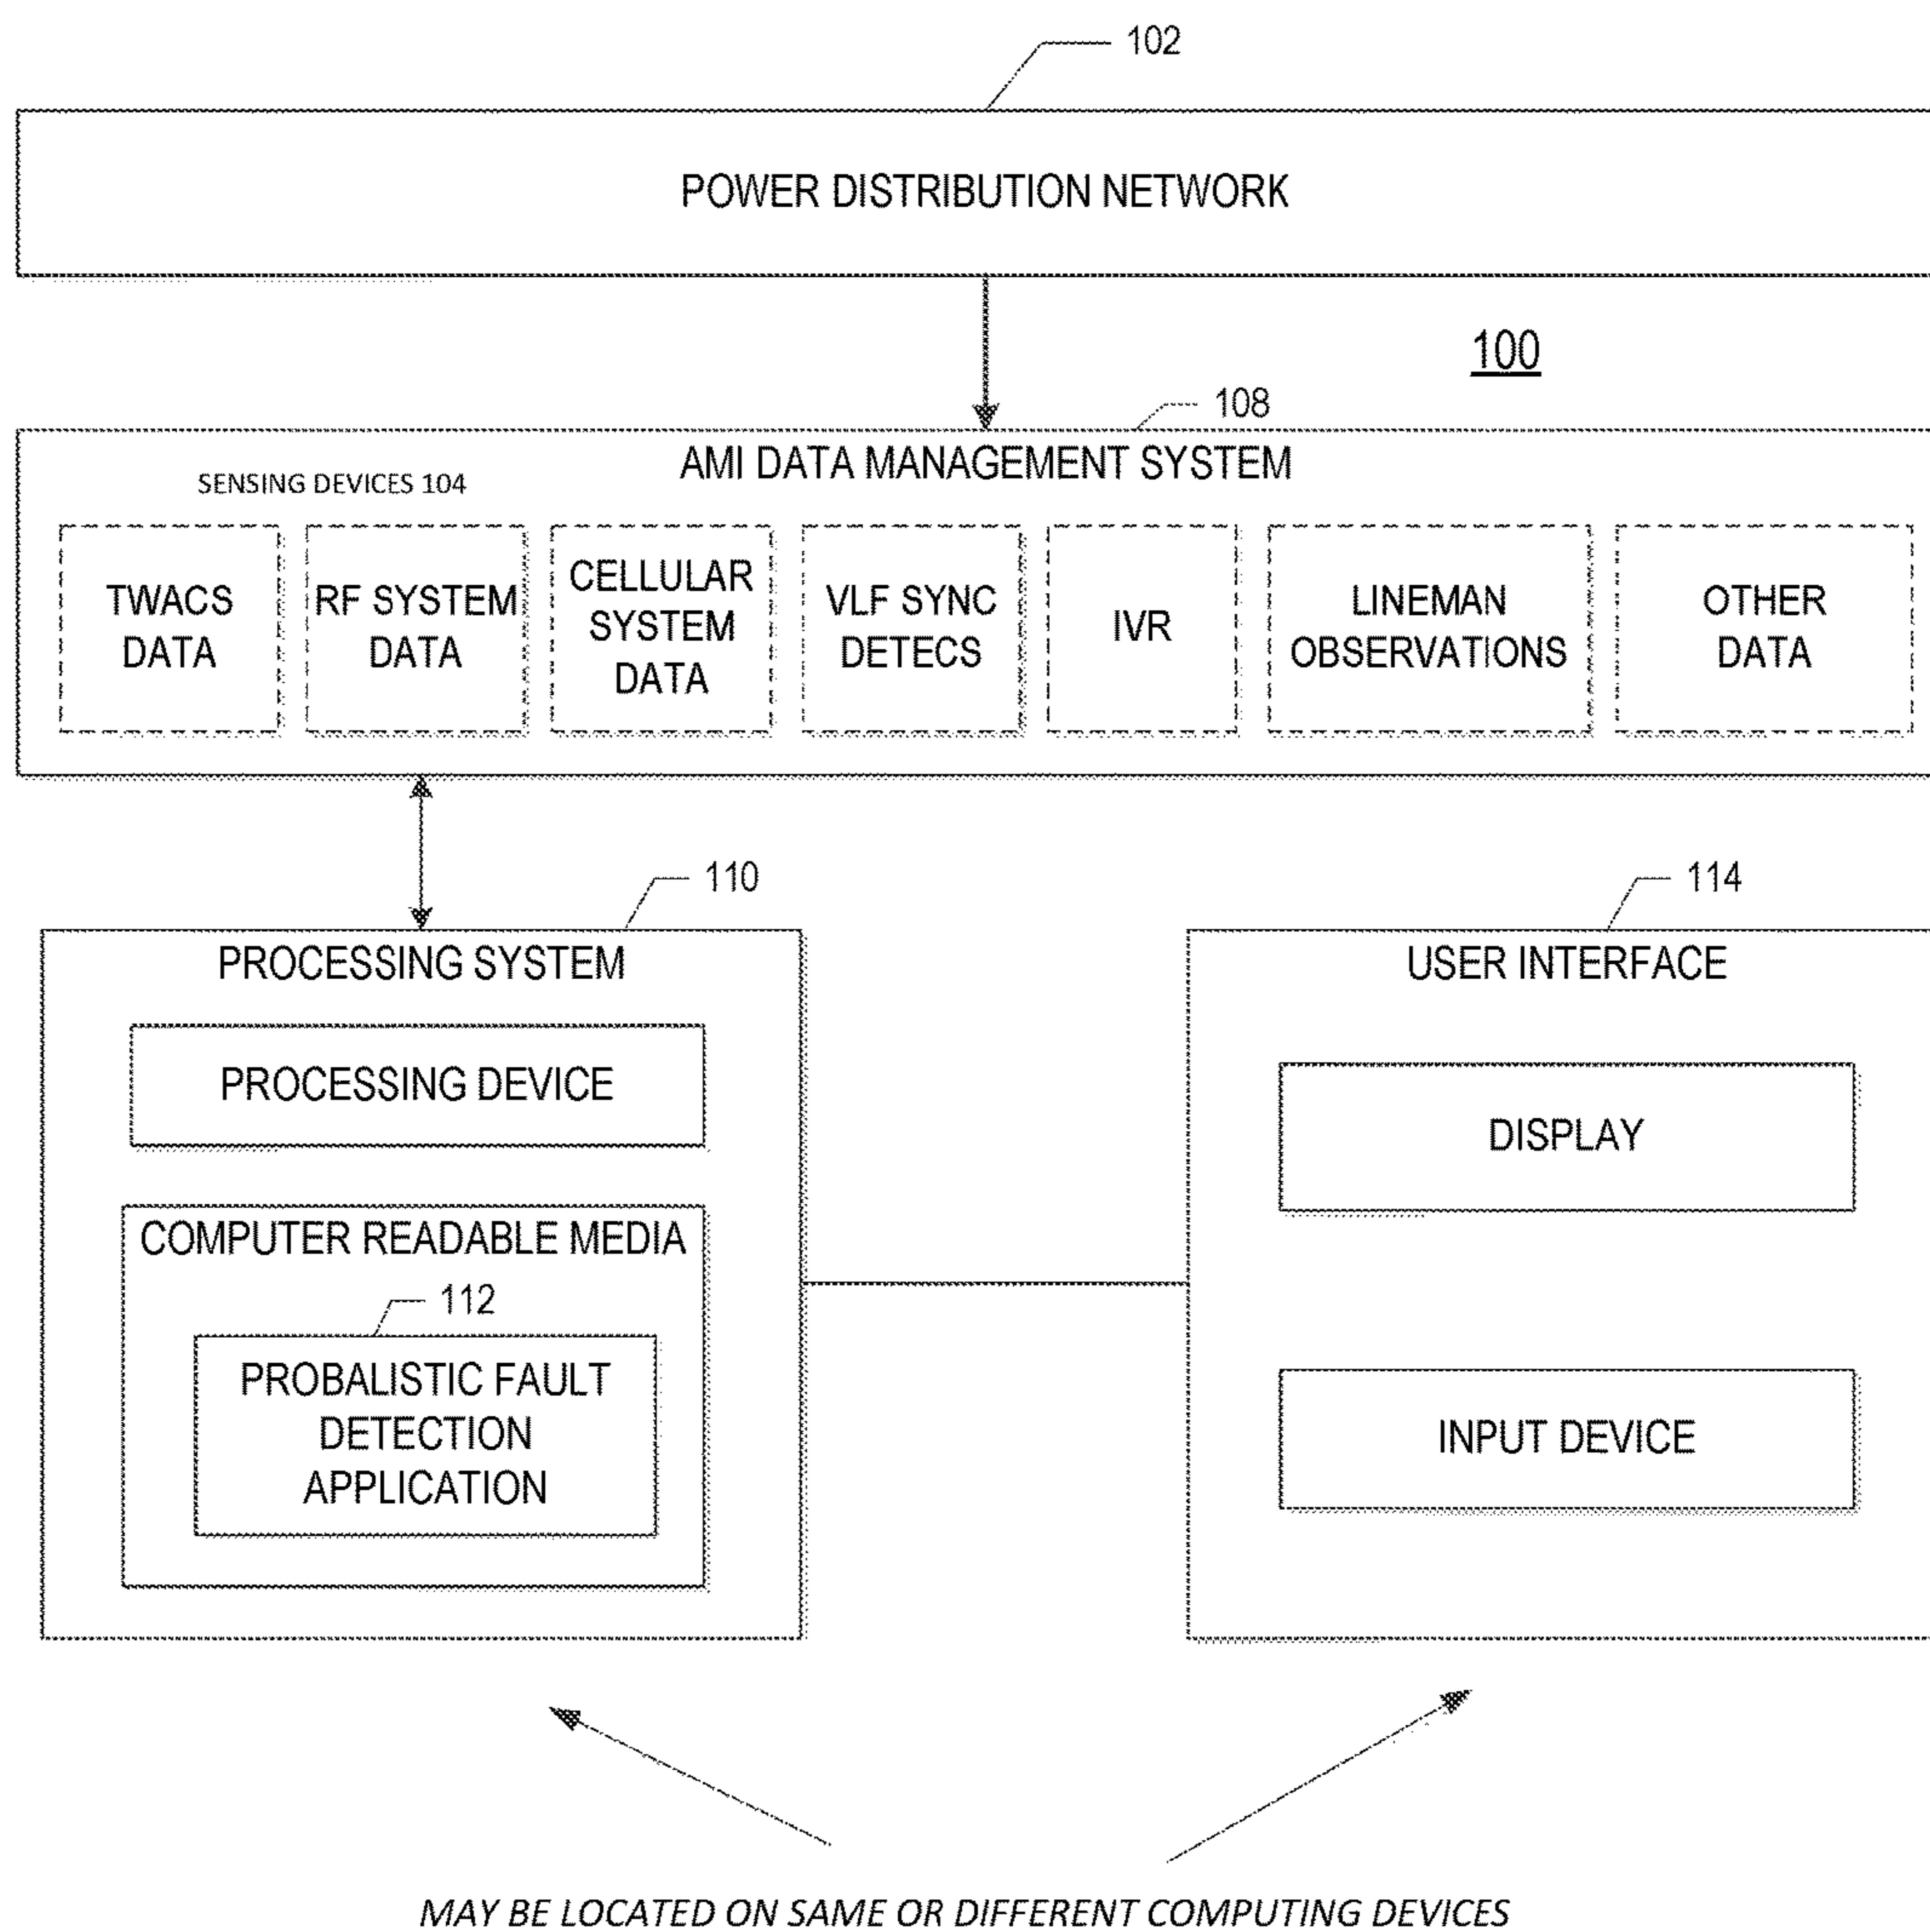 102
POWER DISTRIBUTION NETWORK
100
108
AMI DATA MANAGEMENT SYSTEM
SENSING DEVICES 104
TWACS
DATA
RF SYSTEM
DATA
CELLULAR
SYSTEM
DATA
VLF SYNC
DETECS
IVR
LINEMAN
OBSERVATIONS
OTHER
DATA
110
PROCESSING SYSTEM
PROCESSING DEVICE
COMPUTER READABLE MEDIA
112
PROBALISTIC FAULT
DETECTION
APPLICATION
114
USER INTERFACE
DISPLAY
INPUT DEVICE
MAY BE LOCATED ON SAME OR DIFFERENT COMPUTING DEVICES